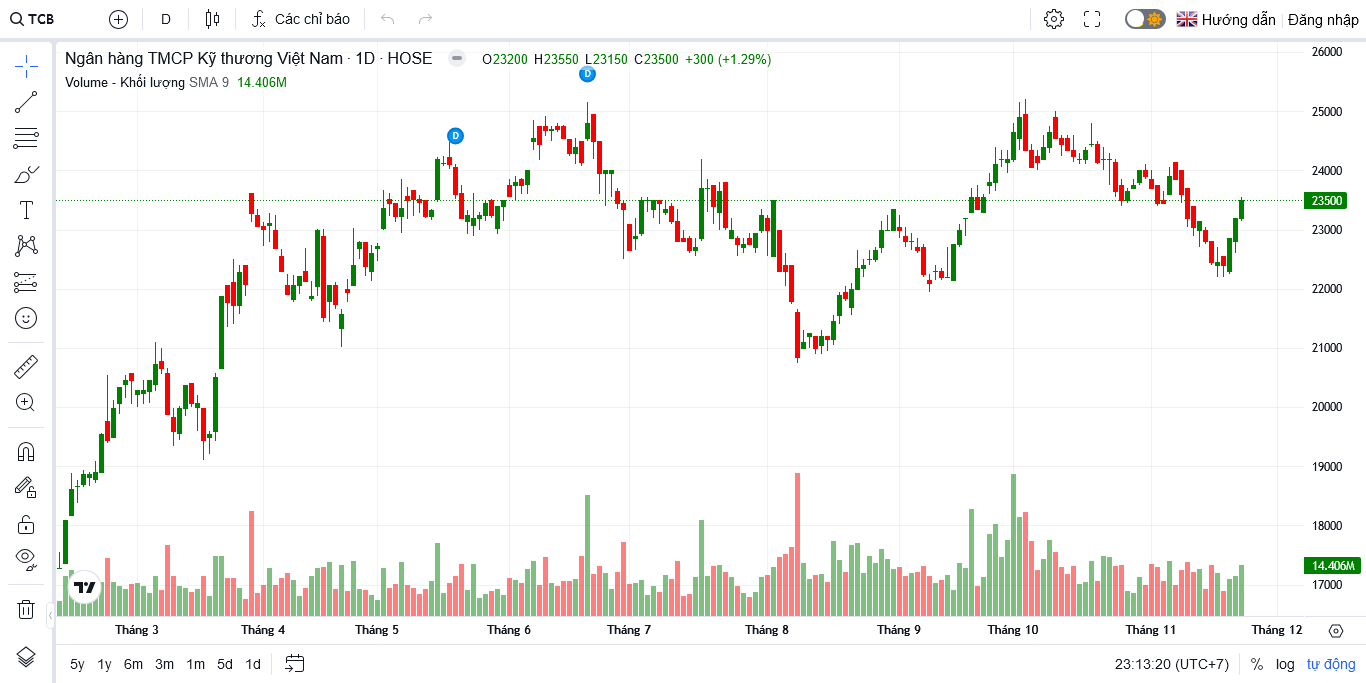 TCB
D
Các chỉ báo
Hướng dẫn
Đăng nhập
Ngân hàng TMCP Kỹ thương Việt Nam · 1D · HOSE
O23200 H23550 L23150 C23500 +300 (+1.29%)
Volume - Khối lượng SMA 9 14.406M
D
D
26000
25000
24000
23500
23000
22000
21000
20000
19000
18000
14.406M
17000
Tháng 3
Tháng 4
Tháng 5
Tháng 6
Tháng 7
Tháng 8
Tháng 9
Tháng 10
Tháng 11
Tháng 12
5y 1y 6m 3m 1m 5d 1d
23:13:20 (UTC+7)
% log tự động